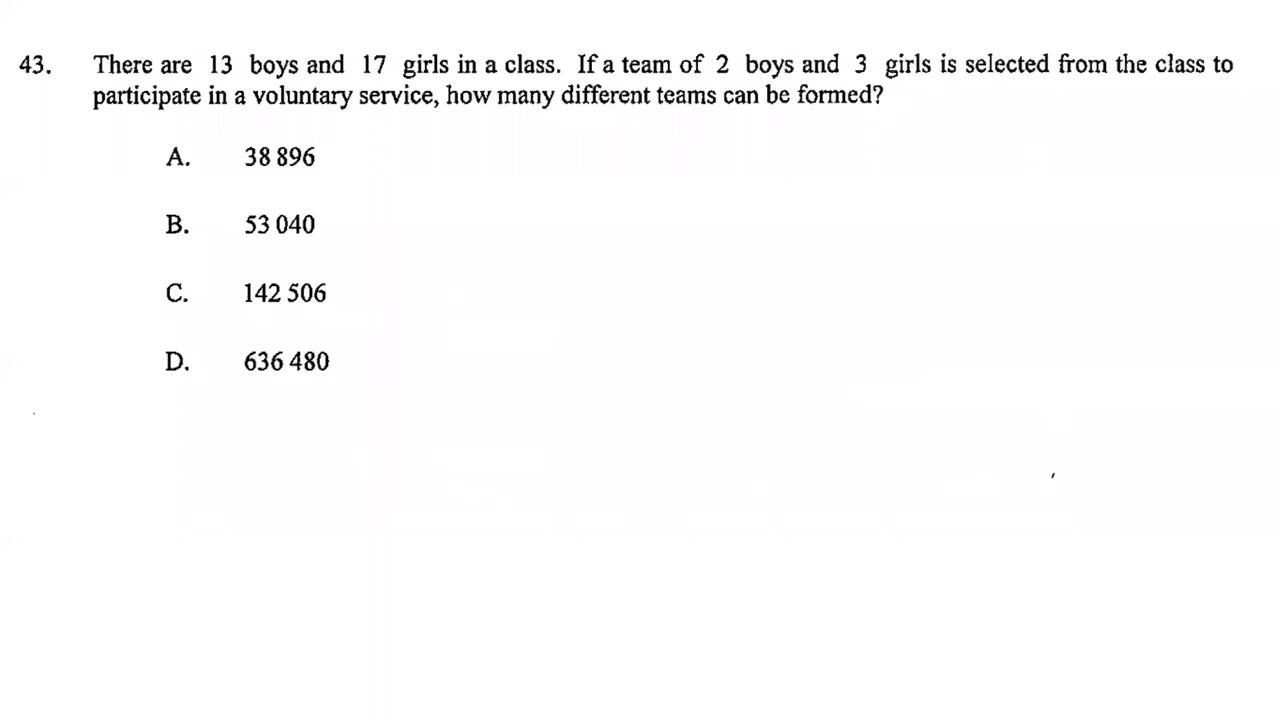 43. There are 13 boys and 17 girls in a class. If a team of 2 boys and 3 girls is selected from the class to
participate in a voluntary service, how many different teams can be formed?
A. 38 896
B. 53 040
C. 142 506
D. 636 480